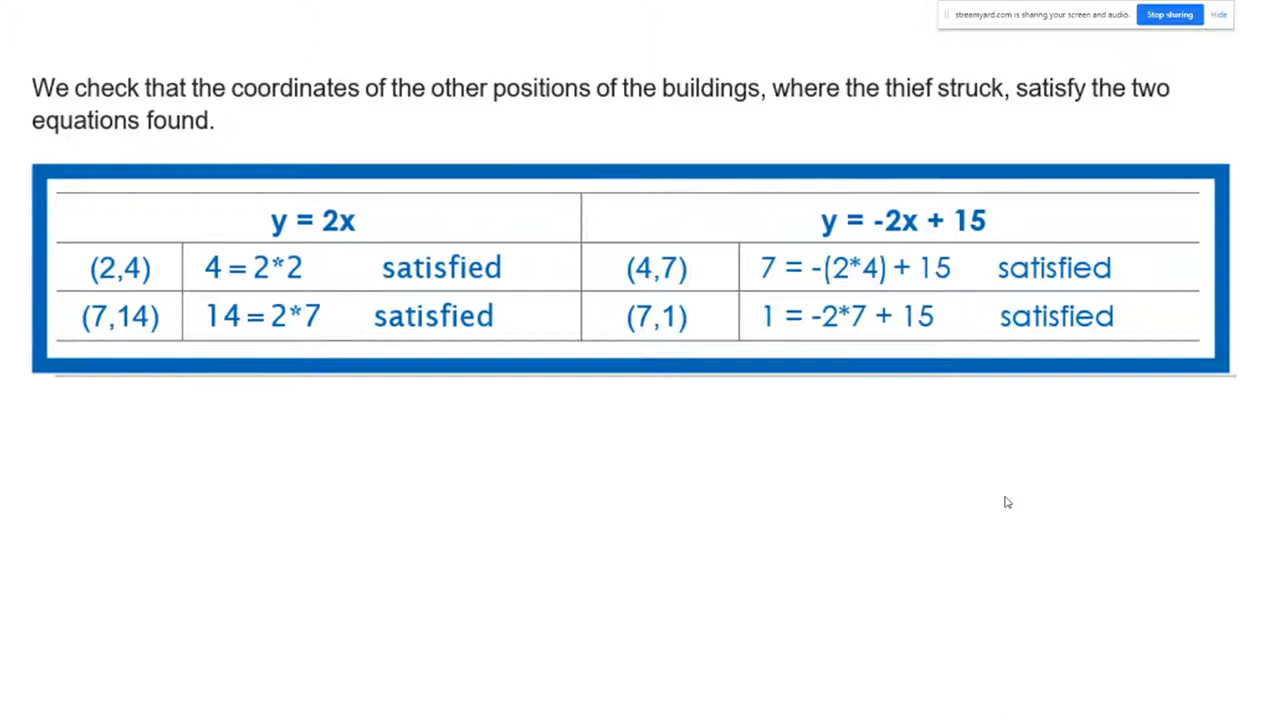 streamyard.com is sharing your screen and audio. Stop sharing Hide
We check that the coordinates of the other positions of the buildings, where the thief struck, satisfy the two
equations found.
y = 2x y = -2x + 15
(2,4) 4 = 2*2 satisfied (4,7) 7 = -(2*4) + 15 satisfied
(7,14) 14 = 2*7 satisfied (7,1) 1 = -2*7 + 15 satisfied